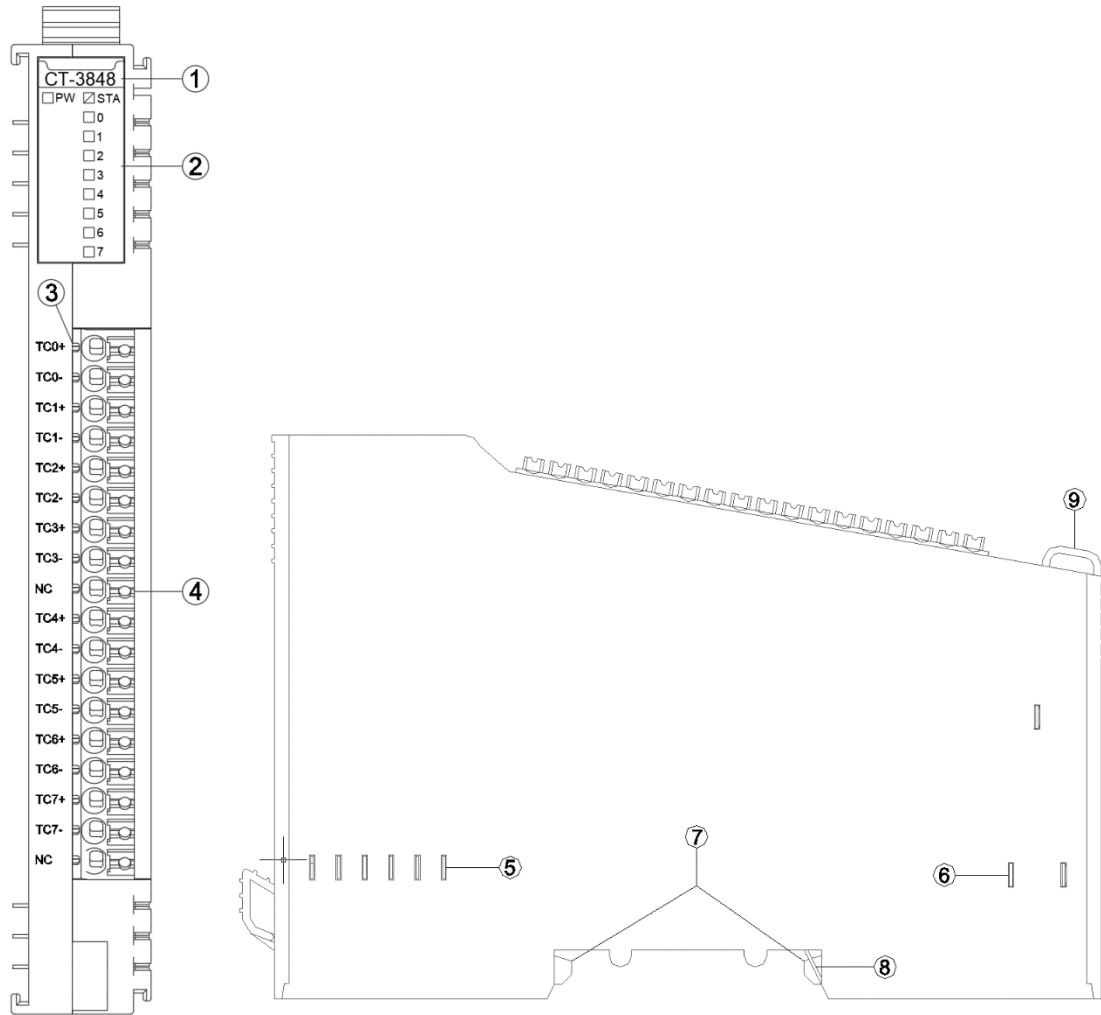 CT-3848
①
PW STA
0
1
②
2
3
4
5
6
7
③
TC0+
TC0-
TC1+
TC1-
TC2+
TC2-
TC3+
TC3-
NC
④
TC4+
TC4-
TC5+
TC5-
TC6+
TC6-
TC7+
TC7-
NC
⑨
⑦
⑤
⑥
⑧